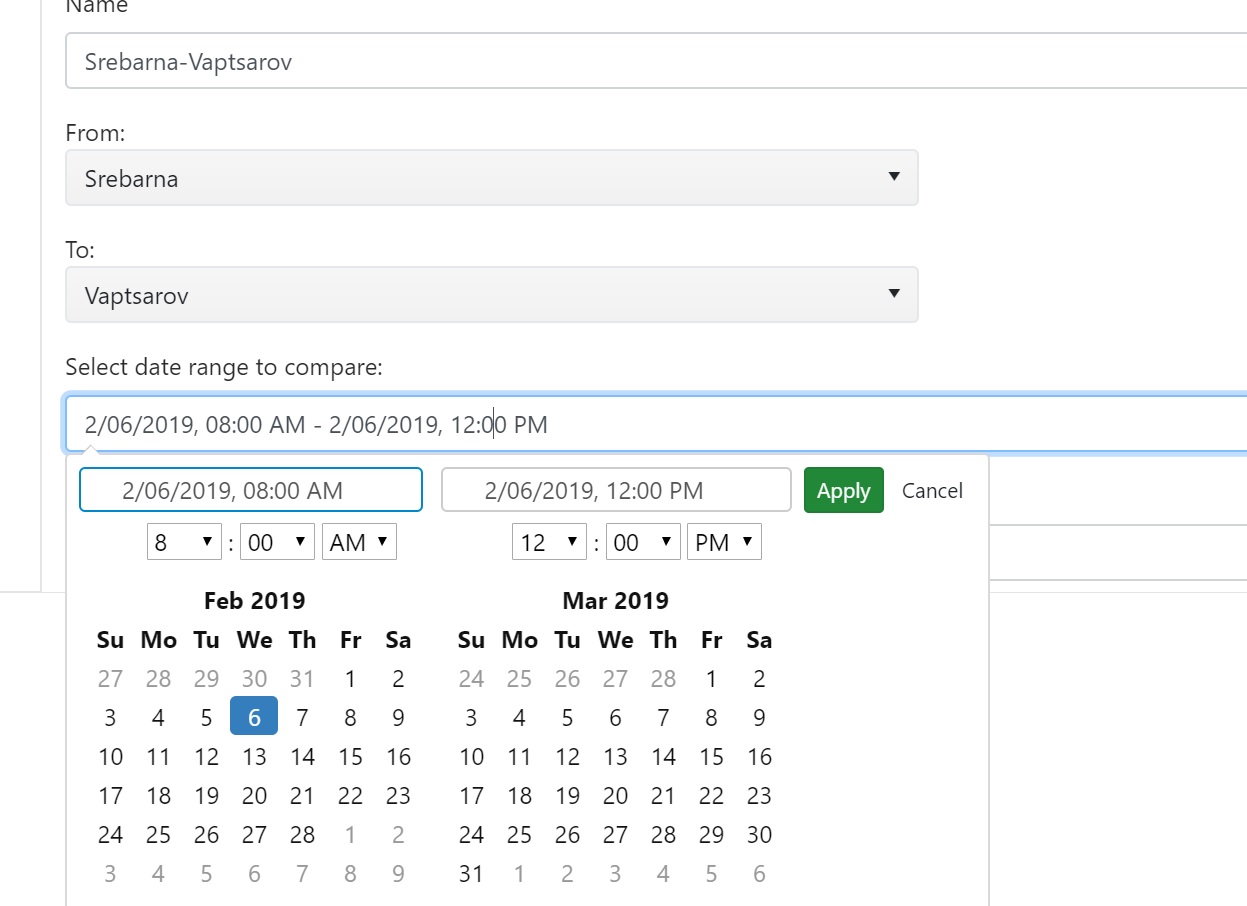 Name
Srebarna-Vaptsarov
From:
Srebarna
To:
Vaptsarov
Select date range to compare:
2/06/2019, 08:00 AM - 2/06/2019, 12:00 PM
2/06/2019, 08:00 AM 2/06/2019, 12:00 PM Apply Cancel
8 : 00 AM 12 : 00 PM
Feb 2019 Mar 2019
Su Mo Tu We Th Fr Sa Su Mo Tu We Th Fr Sa
27 28 29 30 31 1 2 24 25 26 27 28 1 2
3 4 5 6 7 8 9 3 4 5 6 7 8 9
10 11 12 13 14 15 16 10 11 12 13 14 15 16
17 18 19 20 21 22 23 17 18 19 20 21 22 23
24 25 26 27 28 1 2 24 25 26 27 28 29 30
3 4 5 6 7 8 9 31 1 2 3 4 5 6